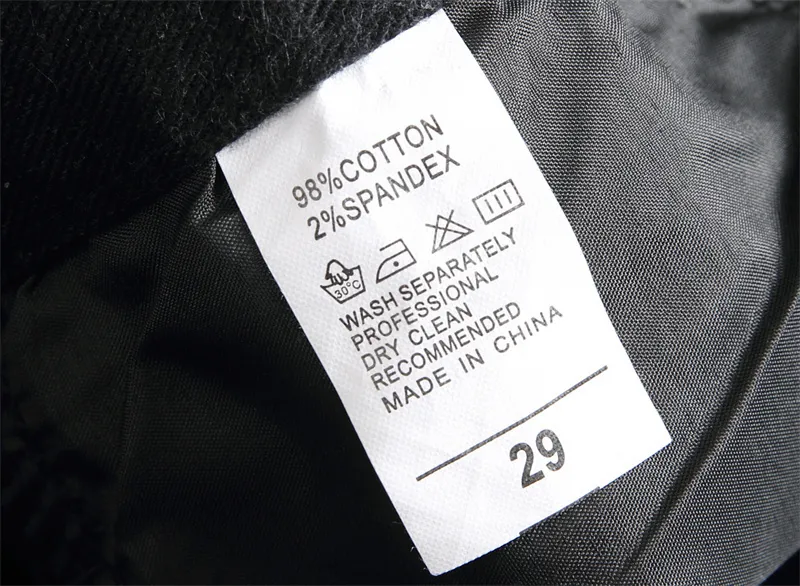 98%COTTON
2%SPANDEX
30°C
WASH SEPARATELY
PROFESSIONAL
DRY CLEAN
RECOMMENDED
MADE IN CHINA
29